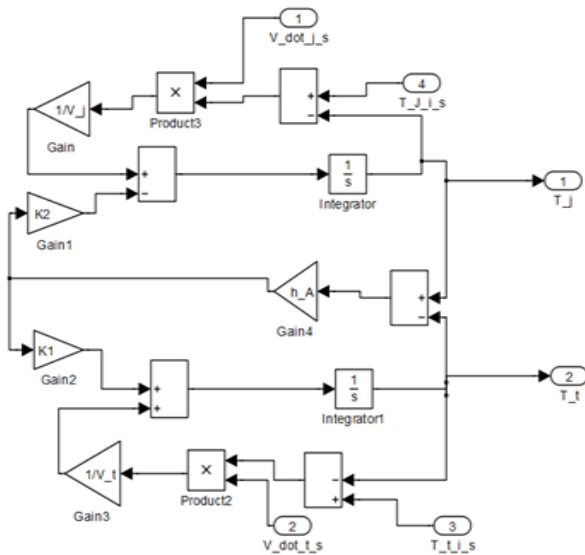 1
V_dot_j_s
4
T_J_i_s
1/V_j
×
+
−
Gain
Product3
+
−
1
s
Integrator
1
T_j
K2
Gain1
h_A
+
−
Gain4
K1
Gain2
+
+
1
s
Integrator1
2
T_t
1/V_t
×
−
+
Gain3
Product2
2
V_dot_t_s
3
T_t_i_s